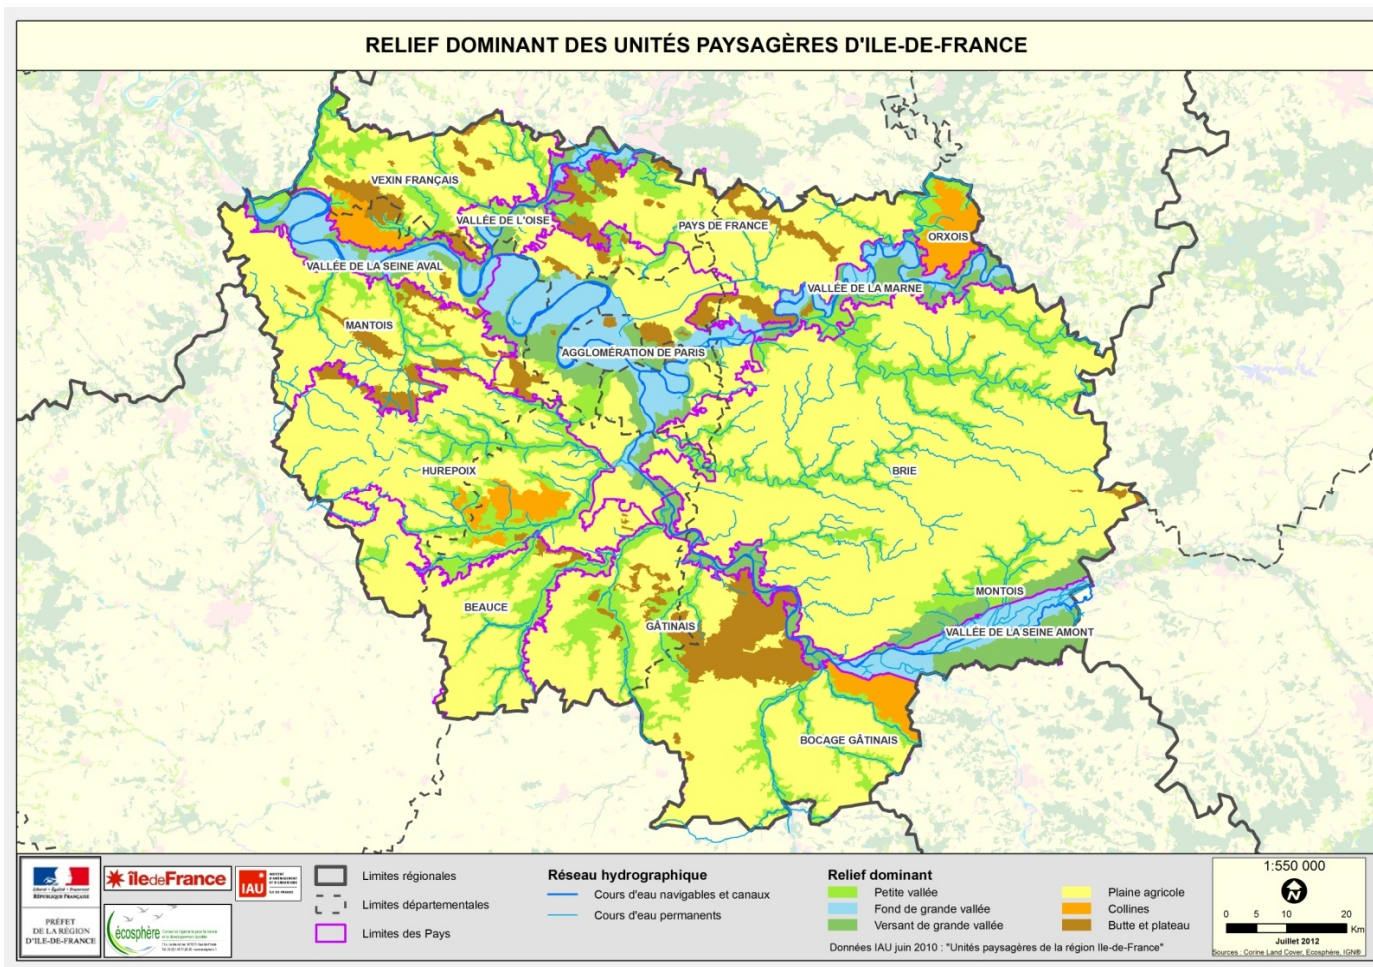 RELIEF DOMINANT DES UNITÉS PAYSAGÈRES D'ILE-DE-FRANCE
VEXIN FRANÇAIS
VALLÉE DE L'OISE
PAYS DE FRANCE
ORXOIS
VALLÉE DE LA SEINE AVAL
VALLÉE DE LA MARNE
MANTOIS
AGGLOMÉRATION DE PARIS
HUREPOIX
BRIE
MONTOIS
BEAUCE
GÂTINAIS
VALLÉE DE LA SEINE AMONT
BOCAGE GÂTINAIS
Liberté • Égalité • Fraternité
RÉPUBLIQUE FRANÇAISE
PRÉFET
DE LA RÉGION
D'ILE-DE-FRANCE
îledeFrance
IAU
écosphère
Limites régionales
Limites départementales
Limites des Pays
Réseau hydrographique
Cours d'eau navigables et canaux
Cours d'eau permanents
Relief dominant
Petite vallée
Fond de grande vallée
Versant de grande vallée
Plaine agricole
Collines
Butte et plateau
Données IAU juin 2010 : "Unités paysagères de la région Ile-de-France"
1:550 000
N
0 5 10 20
Km
Juillet 2012
Sources : Corine Land Cover, Ecosphère, IGN®